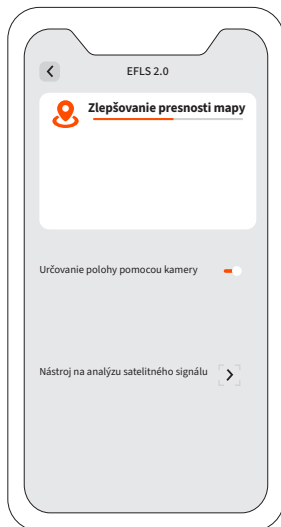 EFLS 2.0
Zlepšovanie presnosti mapy
Určovanie polohy pomocou kamery
Nástroj na analýzu satelitného signálu